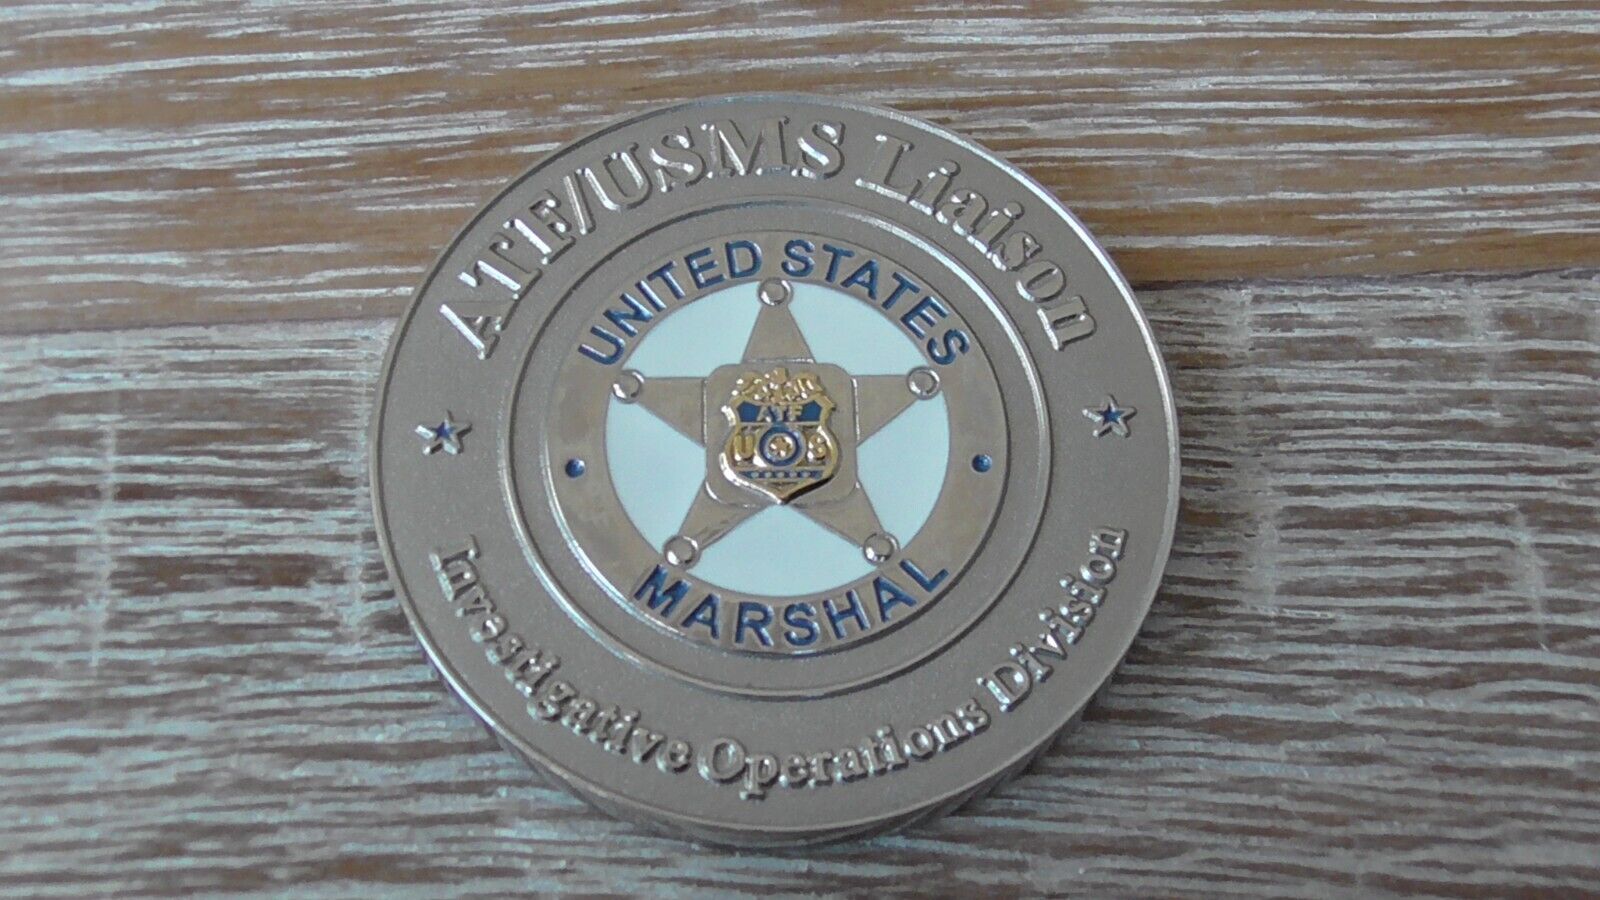 ATF/USMS Liaison
UNITED STATES
ATF
U S
MARSHAL
Investigative Operations Division